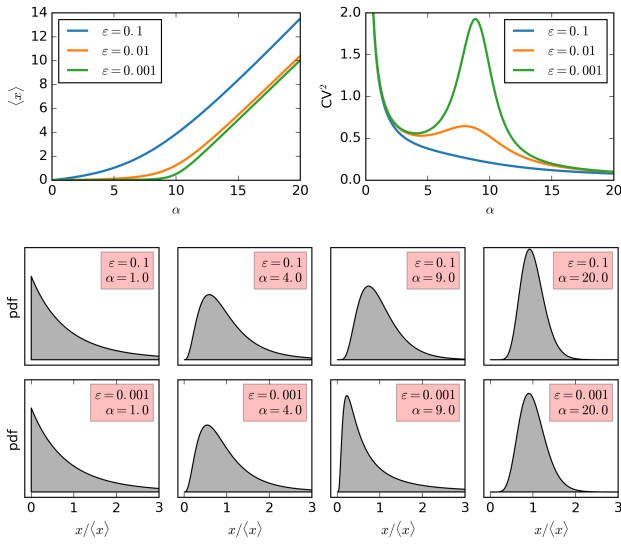 14
12
10
8
6
4
2
0
⟨x⟩
ε = 0.1
ε = 0.01
ε = 0.001
0 5 10 15 20
α
2.0
1.5
1.0
0.5
0.0
CV²
ε = 0.1
ε = 0.01
ε = 0.001
0 5 10 15 20
α
pdf
ε = 0.1
α = 1.0
ε = 0.1
α = 4.0
ε = 0.1
α = 9.0
ε = 0.1
α = 20.0
pdf
ε = 0.001
α = 1.0
ε = 0.001
α = 4.0
ε = 0.001
α = 9.0
ε = 0.001
α = 20.0
0 1 2 3
0 1 2 3
0 1 2 3
0 1 2 3
x/⟨x⟩
x/⟨x⟩
x/⟨x⟩
x/⟨x⟩